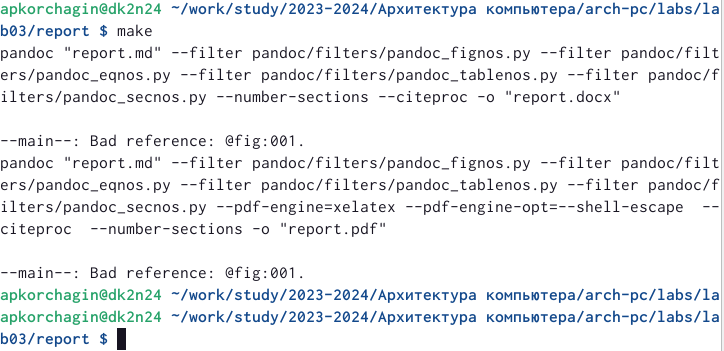 apkorchagin@dk2n24 ~/work/study/2023-2024/Архитектура компьютера/arch-pc/labs/la
b03/report $ make
pandoc "report.md" --filter pandoc/filters/pandoc_fignos.py --filter pandoc/filt
ers/pandoc_eqnos.py --filter pandoc/filters/pandoc_tablenos.py --filter pandoc/f
ilters/pandoc_secnos.py --number-sections --citeproc -o "report.docx"

--main--: Bad reference: @fig:001.
pandoc "report.md" --filter pandoc/filters/pandoc_fignos.py --filter pandoc/filt
ers/pandoc_eqnos.py --filter pandoc/filters/pandoc_tablenos.py --filter pandoc/f
ilters/pandoc_secnos.py --pdf-engine=xelatex --pdf-engine-opt=--shell-escape  --
citeproc  --number-sections -o "report.pdf"

--main--: Bad reference: @fig:001.
apkorchagin@dk2n24 ~/work/study/2023-2024/Архитектура компьютера/arch-pc/labs/la
apkorchagin@dk2n24 ~/work/study/2023-2024/Архитектура компьютера/arch-pc/labs/la
b03/report $